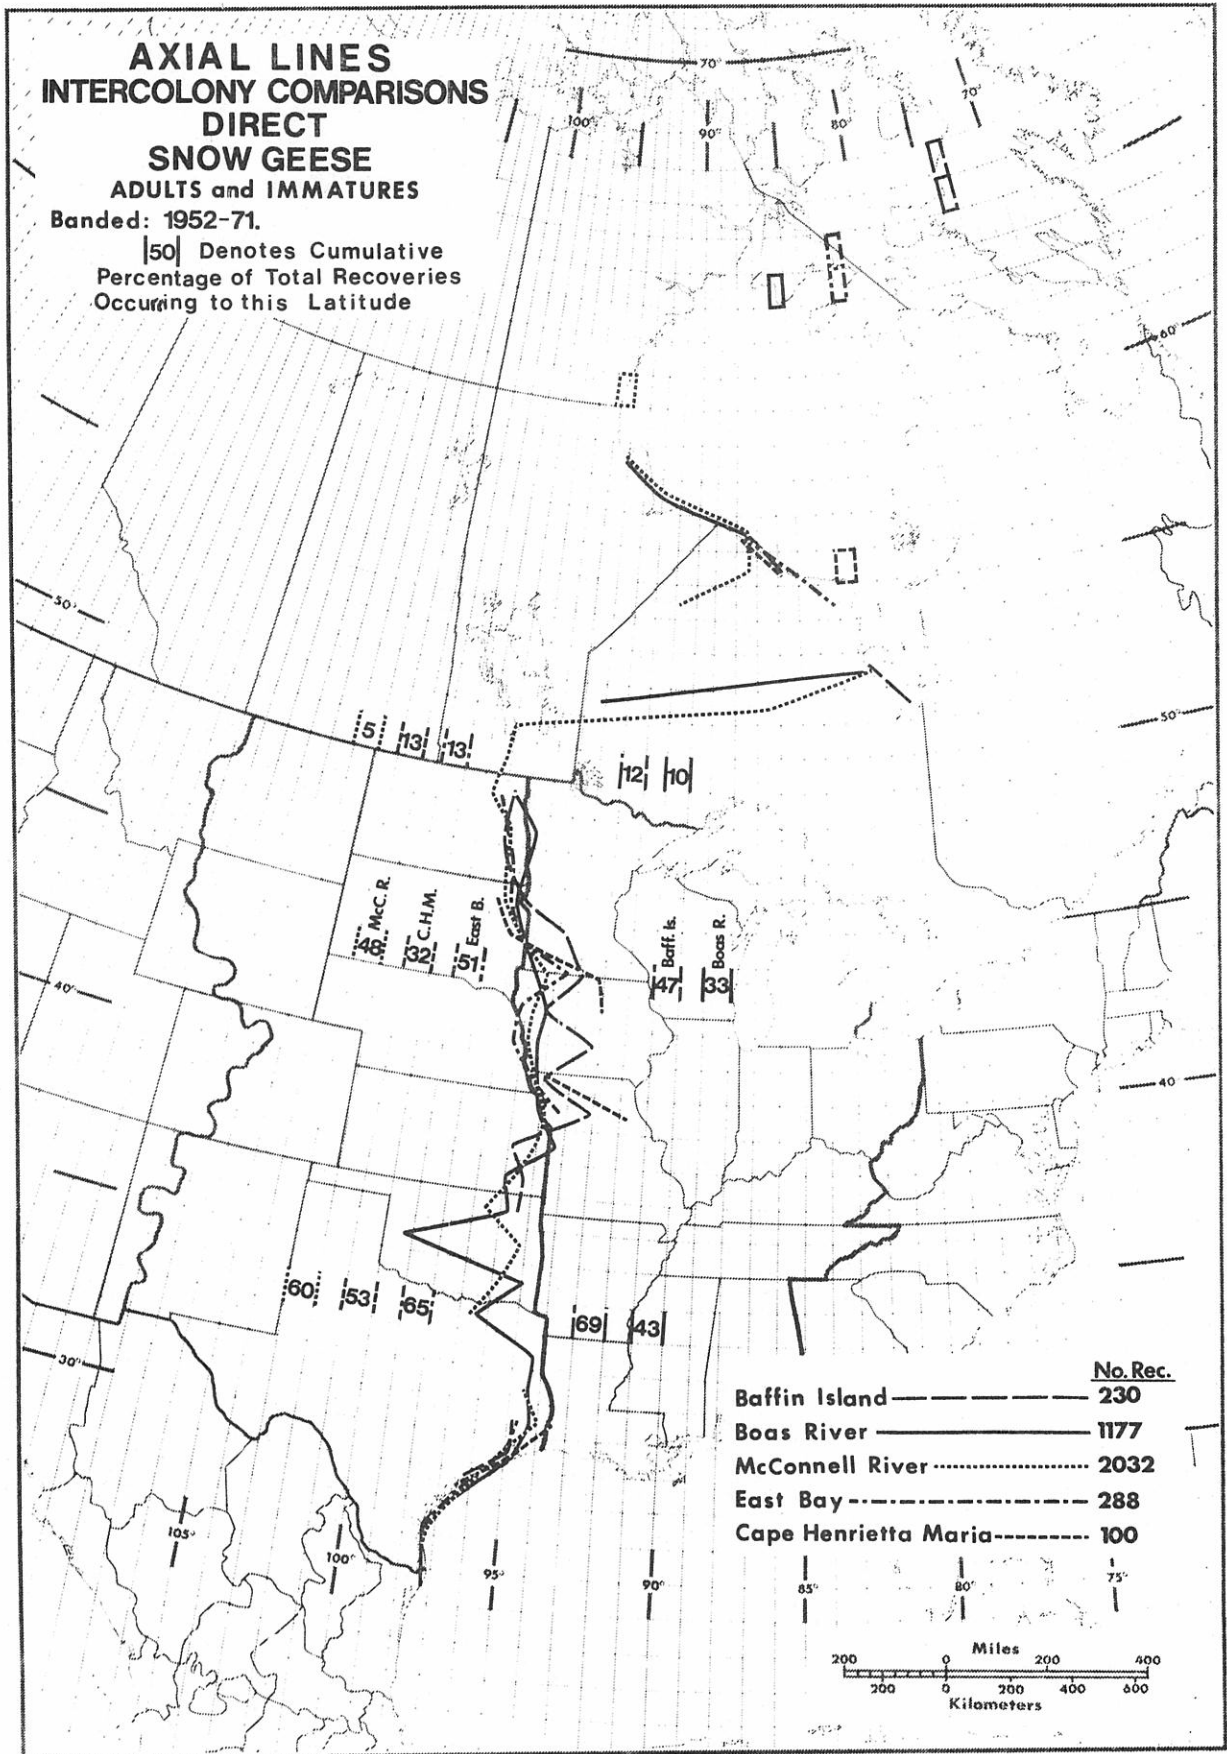 AXIAL LINES
INTERCOLONY COMPARISONS
DIRECT
SNOW GEESE
ADULTS and IMMATURES
Banded: 1952-71.
|50| Denotes Cumulative
Percentage of Total Recoveries
Occurring to this Latitude
70°
100° 90° 80° 70°
60°
50°
50°
5 13 13
12 10
McC. R. C.H.M. East B. Baff. Is. Boas R.
48 32 51 47 33
40°
40
60 53 65 69 43
30°
No. Rec.
Baffin Island 230
Boas River 1177
McConnell River 2032
East Bay 288
Cape Henrietta Maria 100
105° 100° 95° 90° 85° 80° 75°
Miles
200 0 200 400
200 0 200 400 600
Kilometers